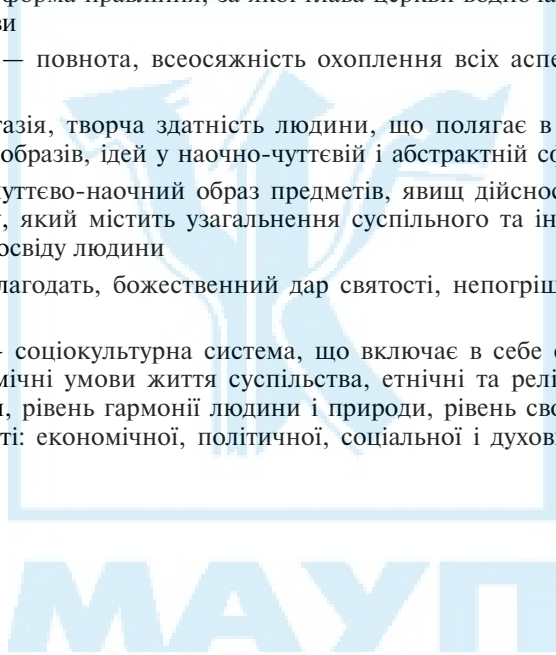 форма правління, за якої глава церкви водноча
ви
— повнота, всеосяжність охоплення всіх аспе
тазія, творча здатність людини, що полягає в
образів, ідей у наочно-чуттєвій і абстрактній сф
уттєво-наочний образ предметів, явищ дійснос
у, який містить узагальнення суспільного та ін
освіду людини
лагодать, божественний дар святості, непогріш
- соціокультурна система, що включає в себе с
мічні умови життя суспільства, етнічні та релі
и, рівень гармонії людини і природи, рівень сво
ті: економічної, політичної, соціальної і духов
МАУП